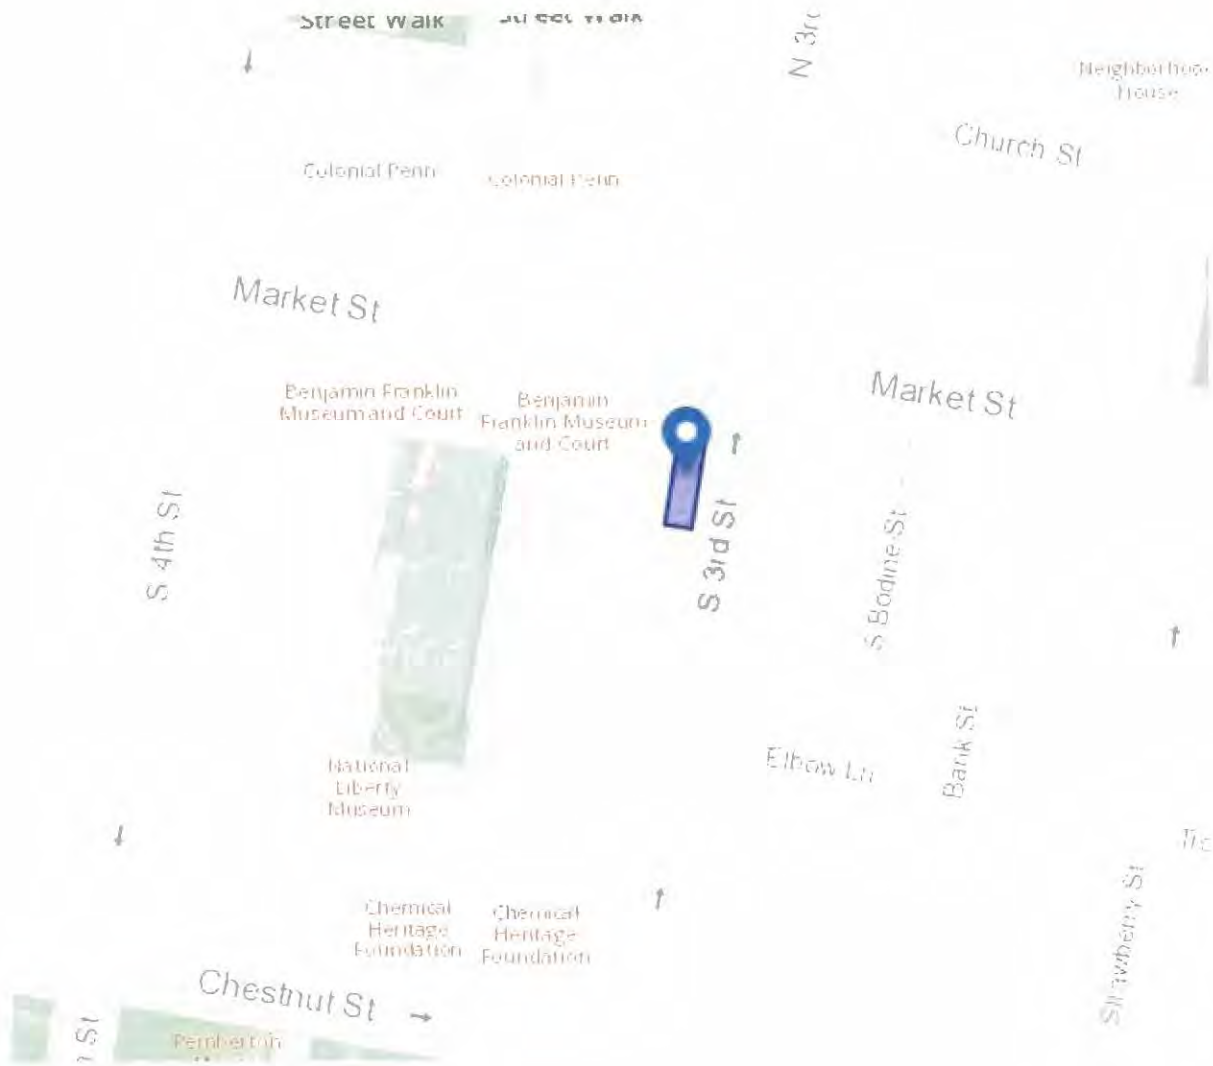 Street Walk
Street Walk
N 3rd
House
Church St
Colonial Penn
Colonial Penn
Market St
Benjamin Franklin
Museum and Court
Benjamin
Franklin Museum
and Court
Market St
S 4th St
S 3rd St
S Bodine St
National
Liberty
Museum
Elbow Ln
Bank St
Strawberry St
Chemical
Heritage
Foundation
Chemical
Heritage
Foundation
Chestnut St
St
Pemberton